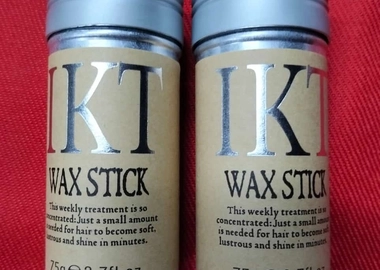 IKT
WAX STICK
This weekly treatment is so
concentrated:Just a small amount
is needed for hair to become soft,
lustrous and shine in minutes.
IKT
WAX STICK
This weekly treatment is so
concentrated:Just a small amount
is needed for hair to become soft,
lustrous and shine in minutes.